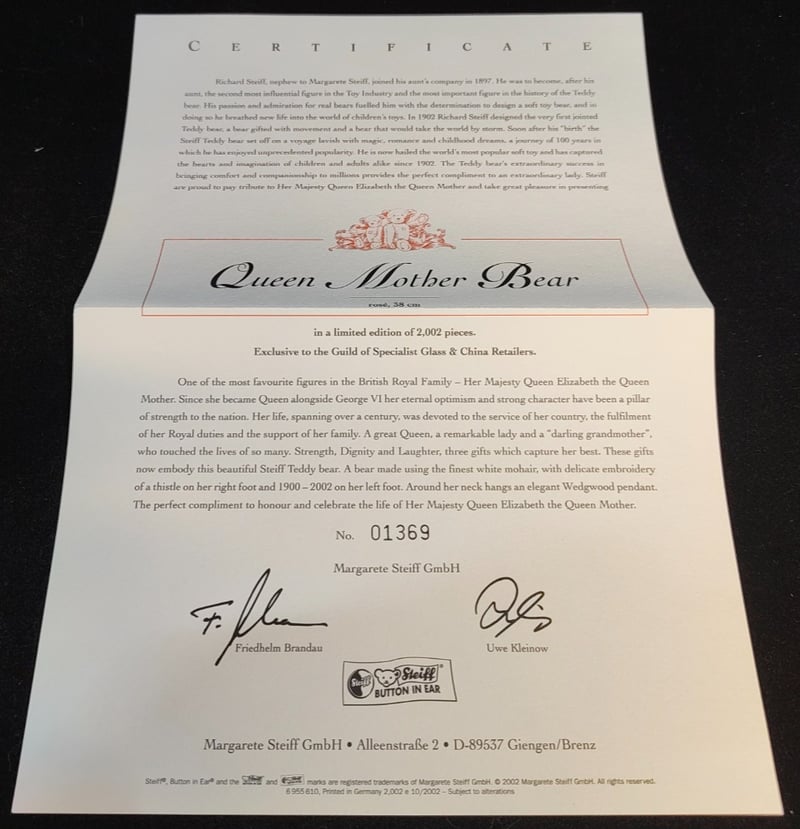 CERTIFICATE
Richard Steiff, nephew to Margarete Steiff, joined his aunt's company in 1897. He was to become, after his
aunt, the second most influential figure in the Toy Industry and the most important figure in the history of the Teddy
bear. His passion and admiration for real bears fuelled him with the determination to design a soft toy bear, and in
doing so he breathed new life into the world of children's toys. In 1902 Richard Steiff designed the very first jointed
Teddy bear, a bear gifted with movement and a bear that would take the world by storm. Soon after his "birth" the
Steiff Teddy bear set off on a voyage lavish with magic, romance and childhood dreams, a journey of 100 years in
which he has enjoyed unprecedented popularity. He is now hailed the world's most popular soft toy and has captured
the hearts and imagination of children and adults alike since 1902. The Teddy bear's extraordinary success in
bringing comfort and companionship to millions provides the perfect compliment to an extraordinary lady. Steiff
are proud to pay tribute to Her Majesty Queen Elizabeth the Queen Mother and take great pleasure in presenting
Queen Mother Bear
rosé, 38 cm
in a limited edition of 2,002 pieces.
Exclusive to the Guild of Specialist Glass & China Retailers.
One of the most favourite figures in the British Royal Family – Her Majesty Queen Elizabeth the Queen
Mother. Since she became Queen alongside George VI her eternal optimism and strong character have been a pillar
of strength to the nation. Her life, spanning over a century, was devoted to the service of her country, the fulfilment
of her Royal duties and the support of her family. A great Queen, a remarkable lady and a "darling grandmother",
who touched the lives of so many. Strength, Dignity and Laughter, three gifts which capture her best. These gifts
now embody this beautiful Steiff Teddy bear. A bear made using the finest white mohair, with delicate embroidery
of a thistle on her right foot and 1900 – 2002 on her left foot. Around her neck hangs an elegant Wedgwood pendant.
The perfect compliment to honour and celebrate the life of Her Majesty Queen Elizabeth the Queen Mother.
No. 01369
Margarete Steiff GmbH
Friedhelm Brandau
Uwe Kleinow
Steiff Steiff®
BUTTON IN EAR
Margarete Steiff GmbH • Alleenstraße 2 • D-89537 Giengen/Brenz
Steiff®, Button in Ear® and the and marks are registered trademarks of Margarete Steiff GmbH. © 2002 Margarete Steiff GmbH. All rights reserved.
6 955 610, Printed in Germany 2,002 e 10/2002 – Subject to alterations